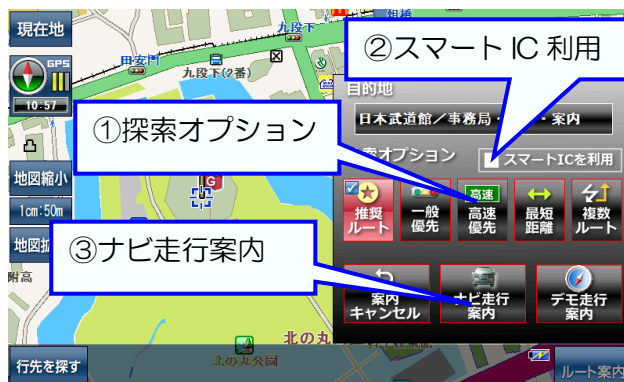 現在地
GPS
10:57
地図縮小
1cm:50m
地図拡
附高
行先を探す
田安門
九段下
九段下(2番)
G
北の丸
北の丸公園
②スマート IC 利用
①探索オプション
③ナビ走行案内
目的地
日本武道館/事務局・
・案内
索オプション
スマートICを利用
推奨
ルート
一般
優先
高速
高速
優先
最短
距離
複数
ルート
案内
キャンセル
ナビ走行
案内
デモ走行
案内
ルート案内